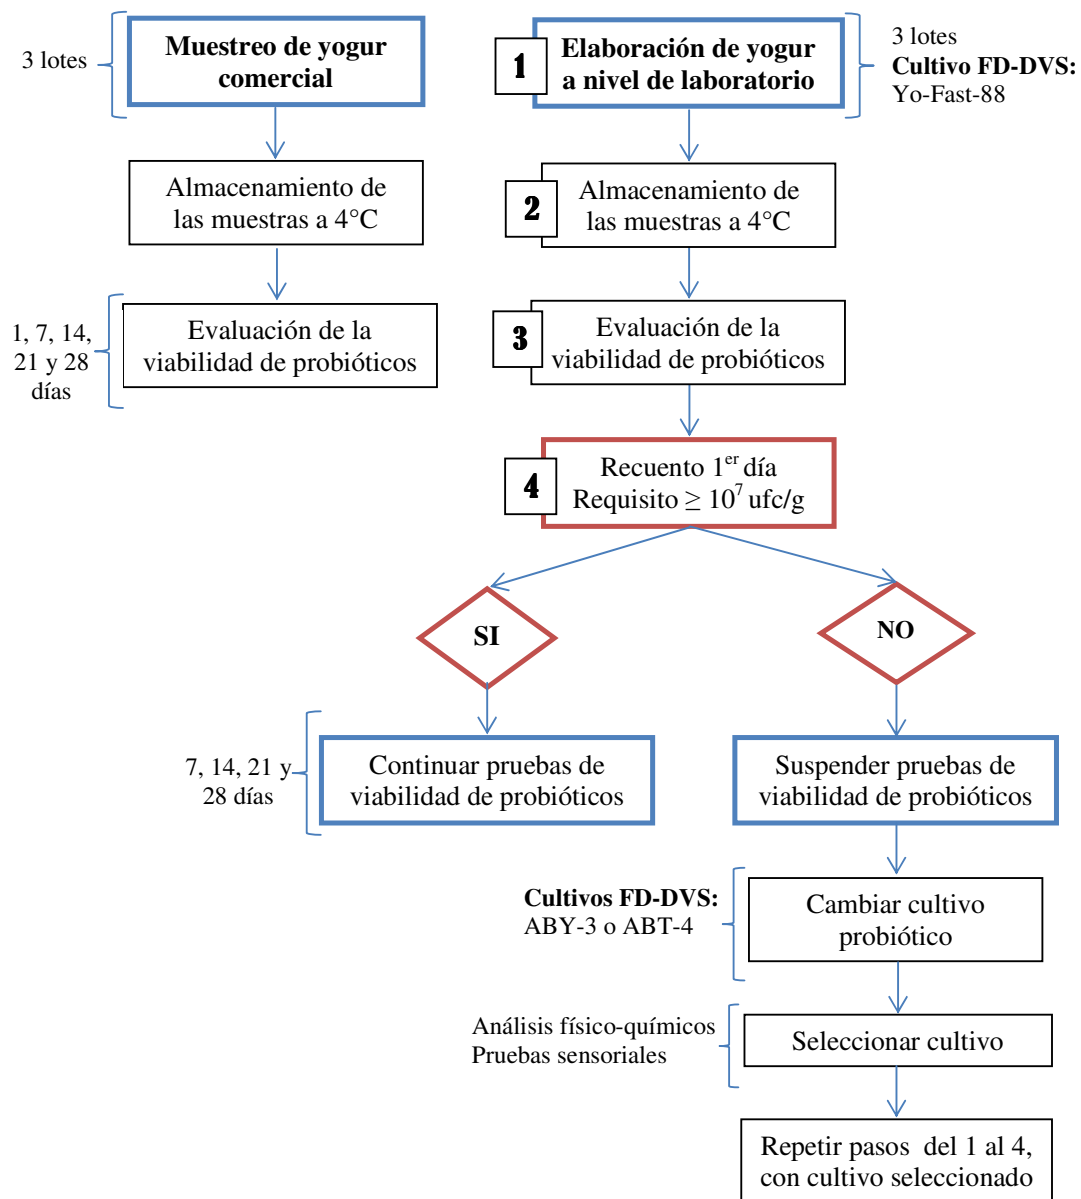 3 lotes
Muestreo de yogur
comercial
1
Elaboración de yogur
a nivel de laboratorio
3 lotes
Cultivo FD-DVS:
Yo-Fast-88
Almacenamiento de
las muestras a 4°C
2
Almacenamiento de
las muestras a 4°C
1, 7, 14,
21 y 28
días
Evaluación de la
viabilidad de probióticos
3
Evaluación de la
viabilidad de probióticos
4
Recuento 1er día
Requisito ≥ 10⁷ ufc/g
SI
NO
7, 14, 21 y
28 días
Continuar pruebas de
viabilidad de probióticos
Suspender pruebas de
viabilidad de probióticos
Cultivos FD-DVS:
ABY-3 o ABT-4
Cambiar cultivo
probiótico
Análisis físico-químicos
Pruebas sensoriales
Seleccionar cultivo
Repetir pasos del 1 al 4,
con cultivo seleccionado